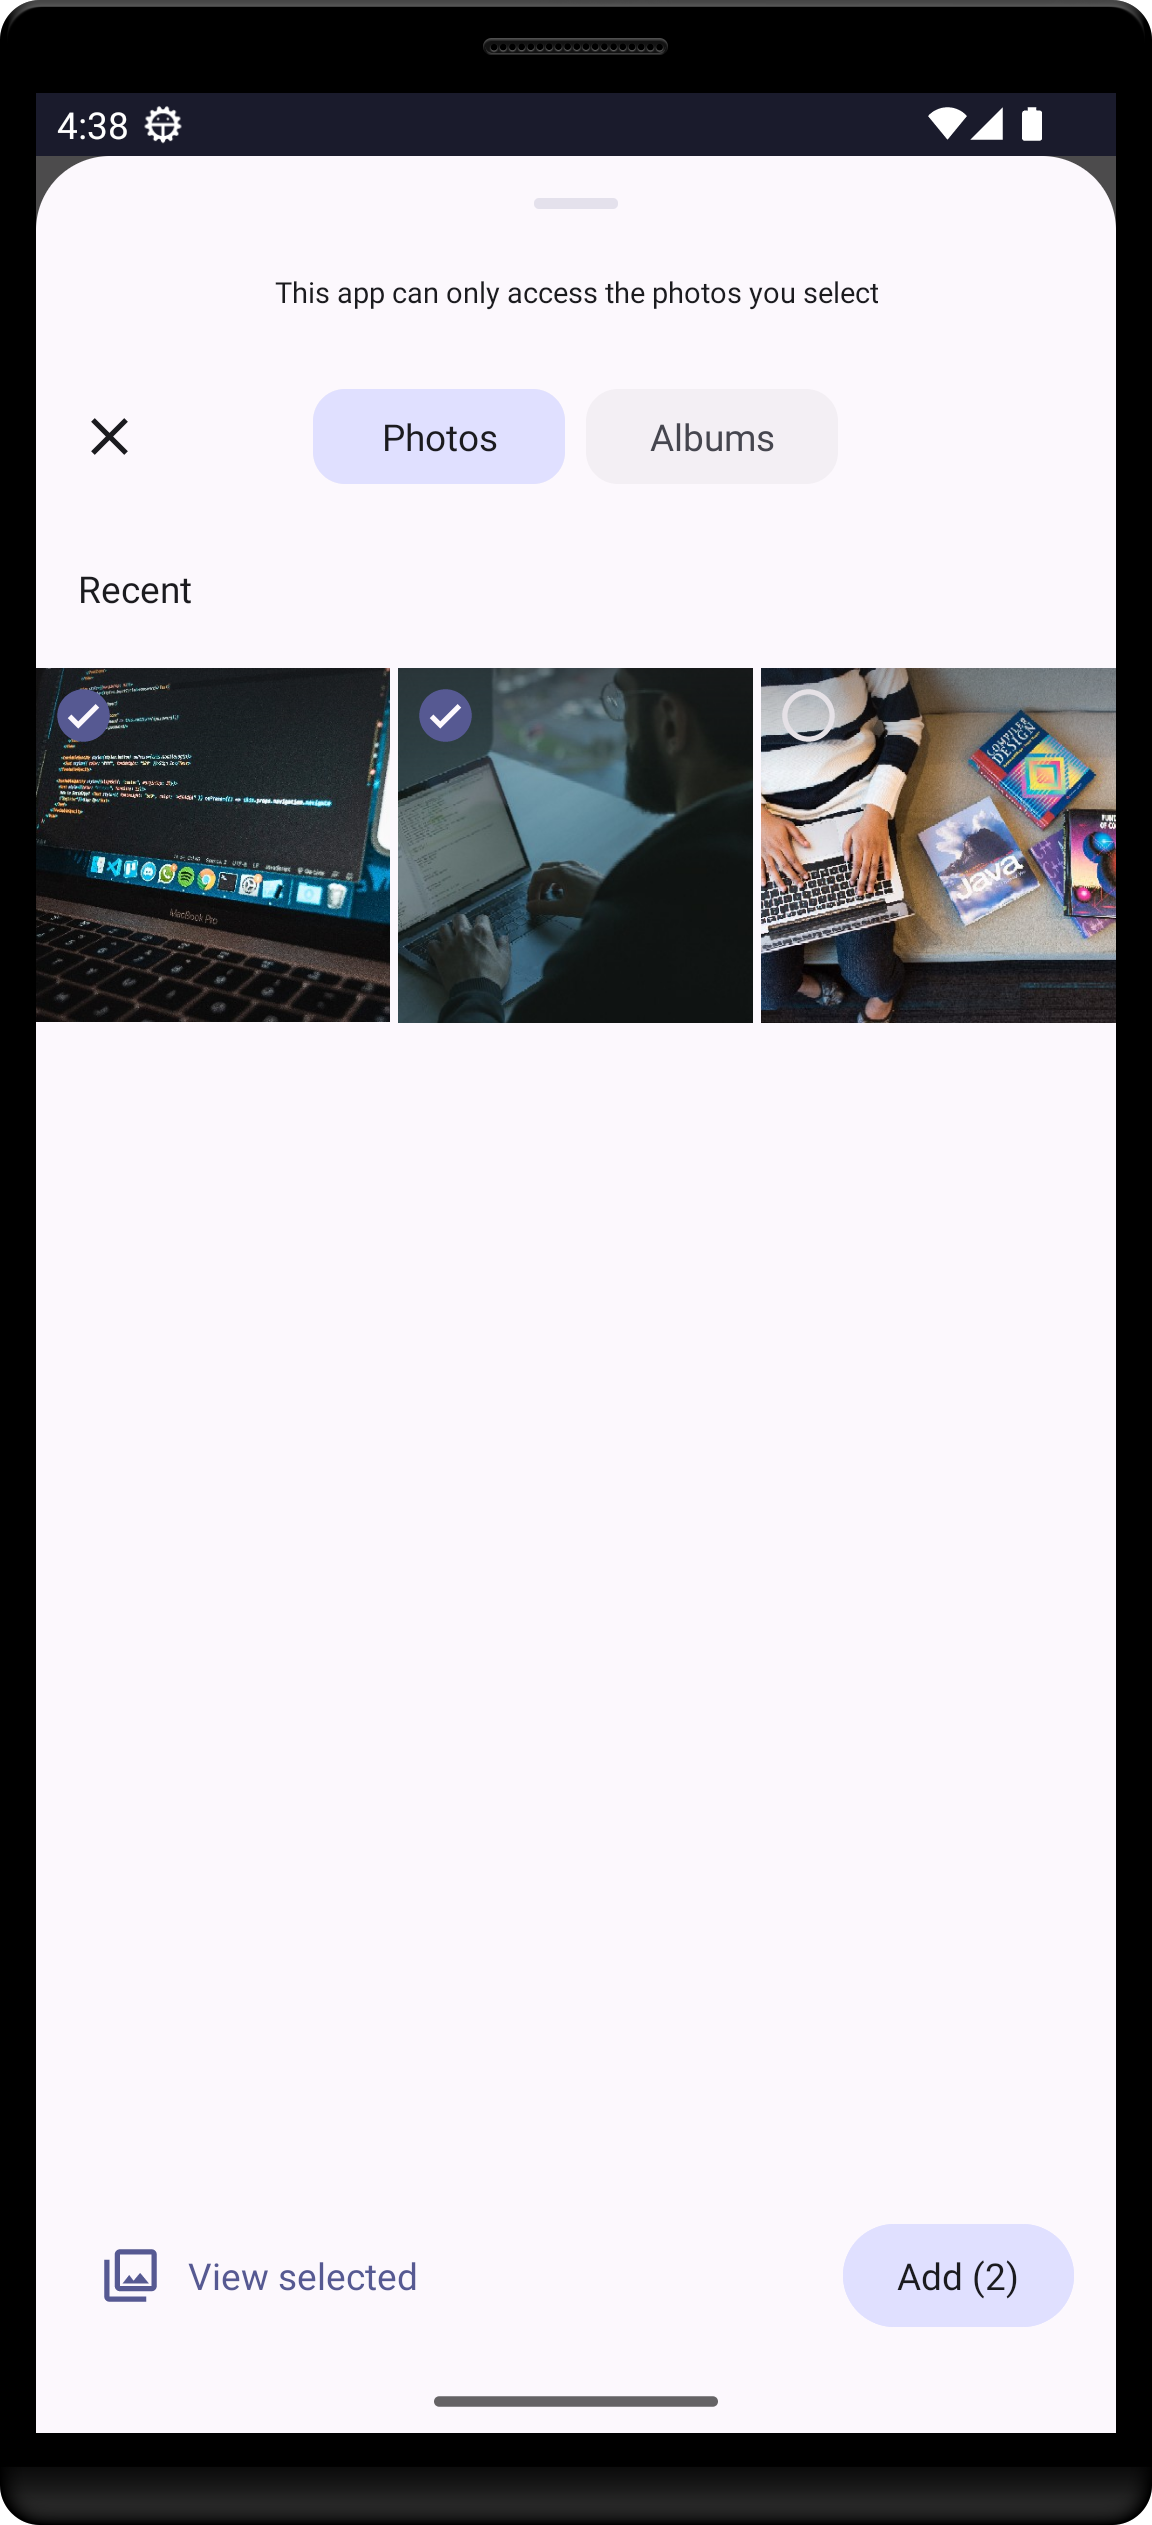 4:38
This app can only access the photos you select
Photos
Albums
Recent
MacBook Pro
COMPILER
DESIGN
Java
View selected
Add (2)